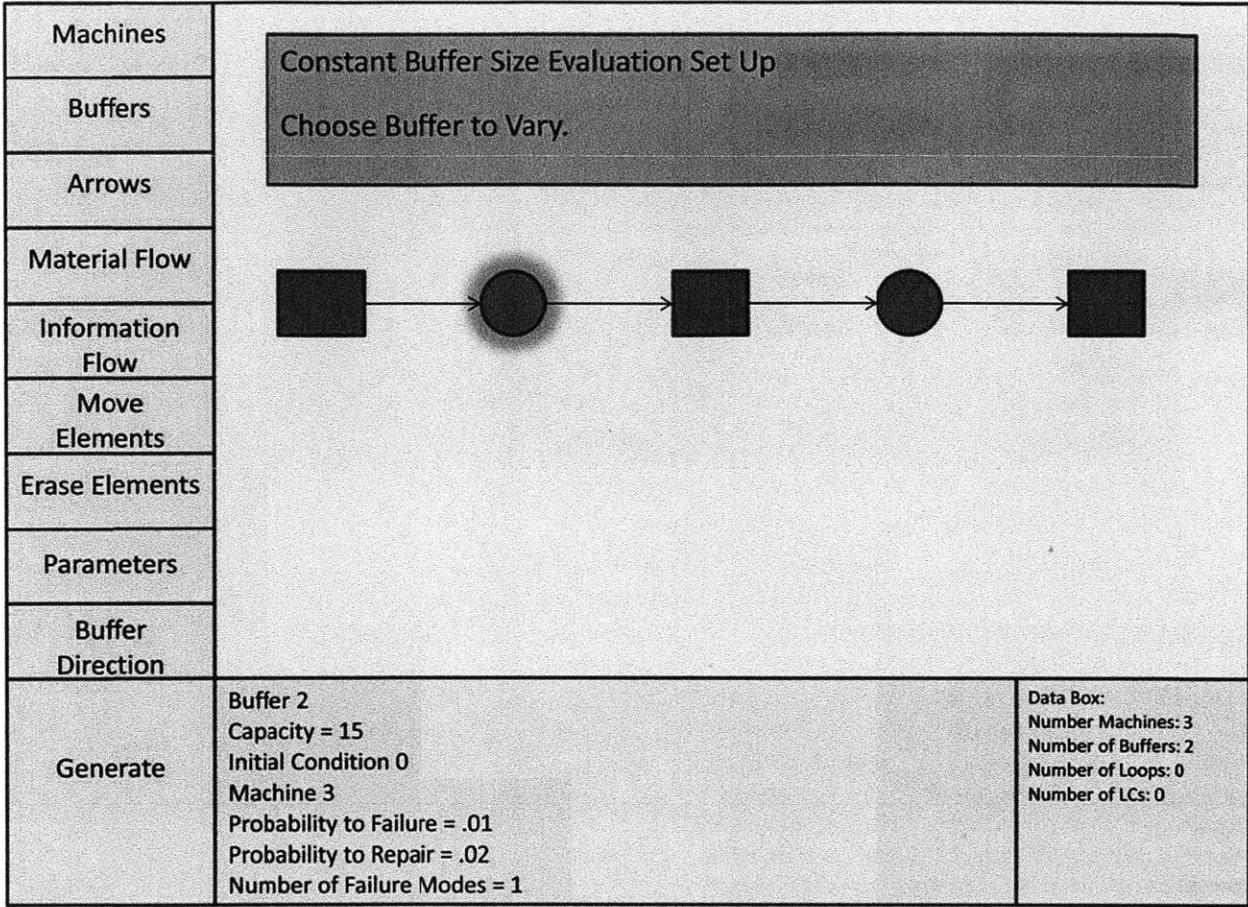 Machines
Buffers
Arrows
Material Flow
Information
Flow
Move
Elements
Erase Elements
Parameters
Buffer
Direction
Generate
Constant Buffer Size Evaluation Set Up
Choose Buffer to Vary.
Buffer 2
Capacity = 15
Initial Condition 0
Machine 3
Probability to Failure = .01
Probability to Repair = .02
Number of Failure Modes = 1
Data Box:
Number Machines: 3
Number of Buffers: 2
Number of Loops: 0
Number of LCs: 0